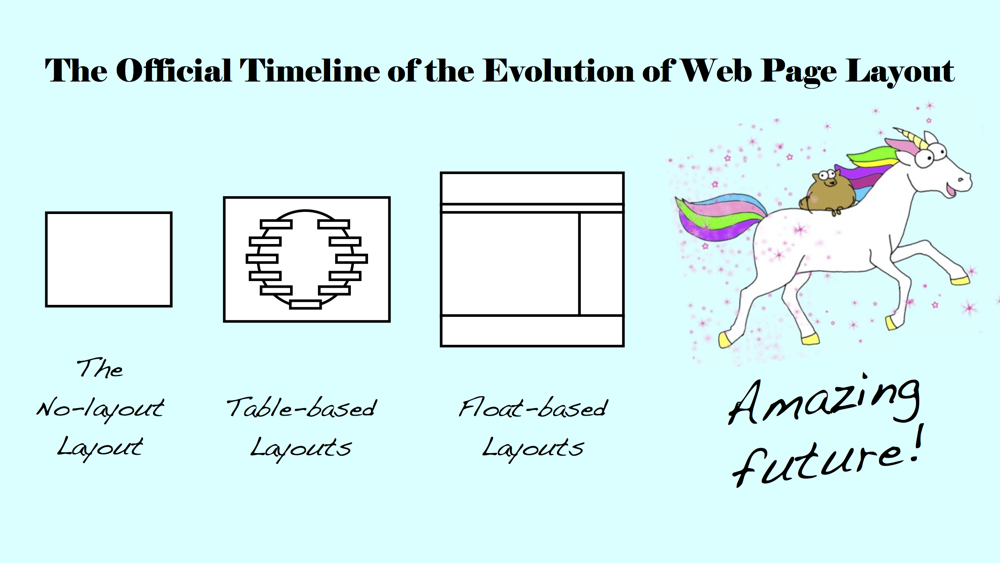 The Official Timeline of the Evolution of Web Page Layout
The
No-layout
Layout
Table-based
Layouts
Float-based
Layouts
Amazing
future!